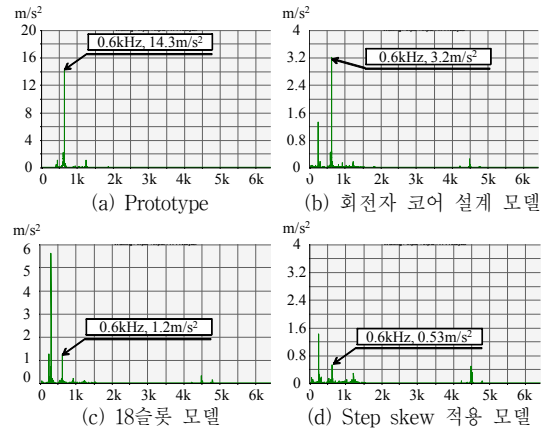 m/s²
20
16
12
8
4
0
0.6kHz, 14.3m/s²
0 1k 2k 3k 4k 5k 6k
(a) Prototype
m/s²
4
3.2
2.4
1.6
0.8
0
0.6kHz, 3.2m/s²
0 1k 2k 3k 4k 5k 6k
(b) 회전자 코어 설계 모델
m/s²
6
5
4
3
2
1
0
0.6kHz, 1.2m/s²
0 1k 2k 3k 4k 5k 6k
(c) 18슬롯 모델
m/s²
4
3.2
2.4
1.6
0.8
0
0.6kHz, 0.53m/s²
0 1k 2k 3k 4k 5k 6k
(d) Step skew 적용 모델